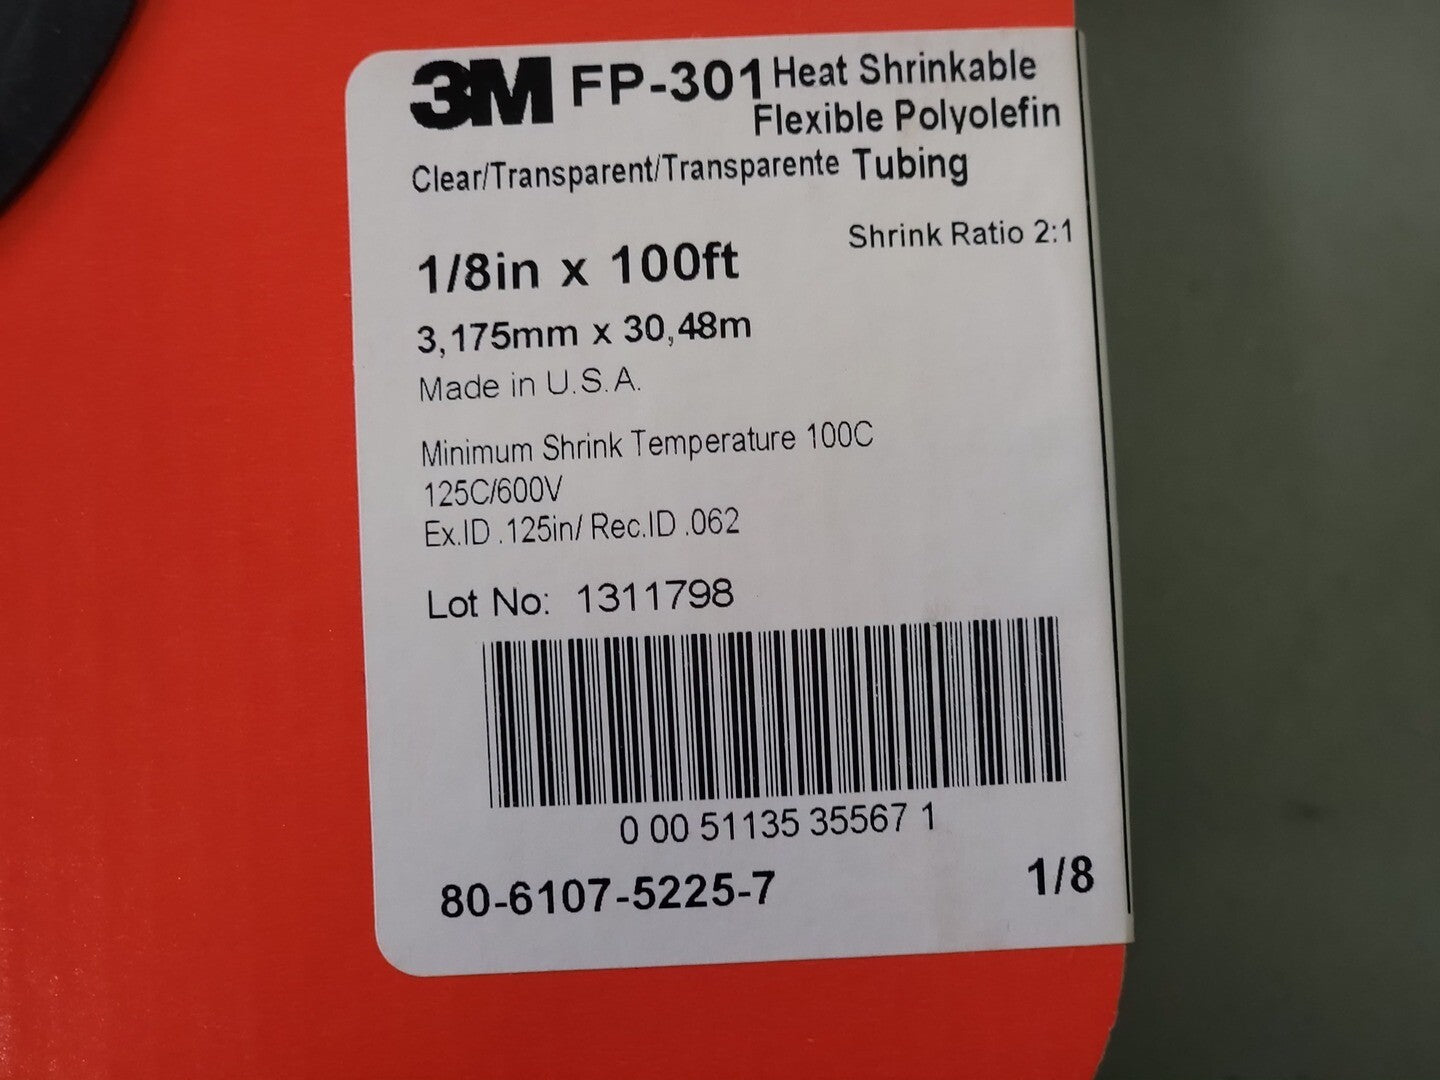 3M FP-301 Heat Shrinkable
Flexible Polyolefin
Clear/Transparent/Transparente Tubing
Shrink Ratio 2:1
1/8in x 100ft
3,175mm x 30,48m
Made in U.S.A.
Minimum Shrink Temperature 100C
125C/600V
Ex.ID .125in/ Rec.ID .062
Lot No: 1311798
0 00 51135 35567 1
80-6107-5225-7 1/8